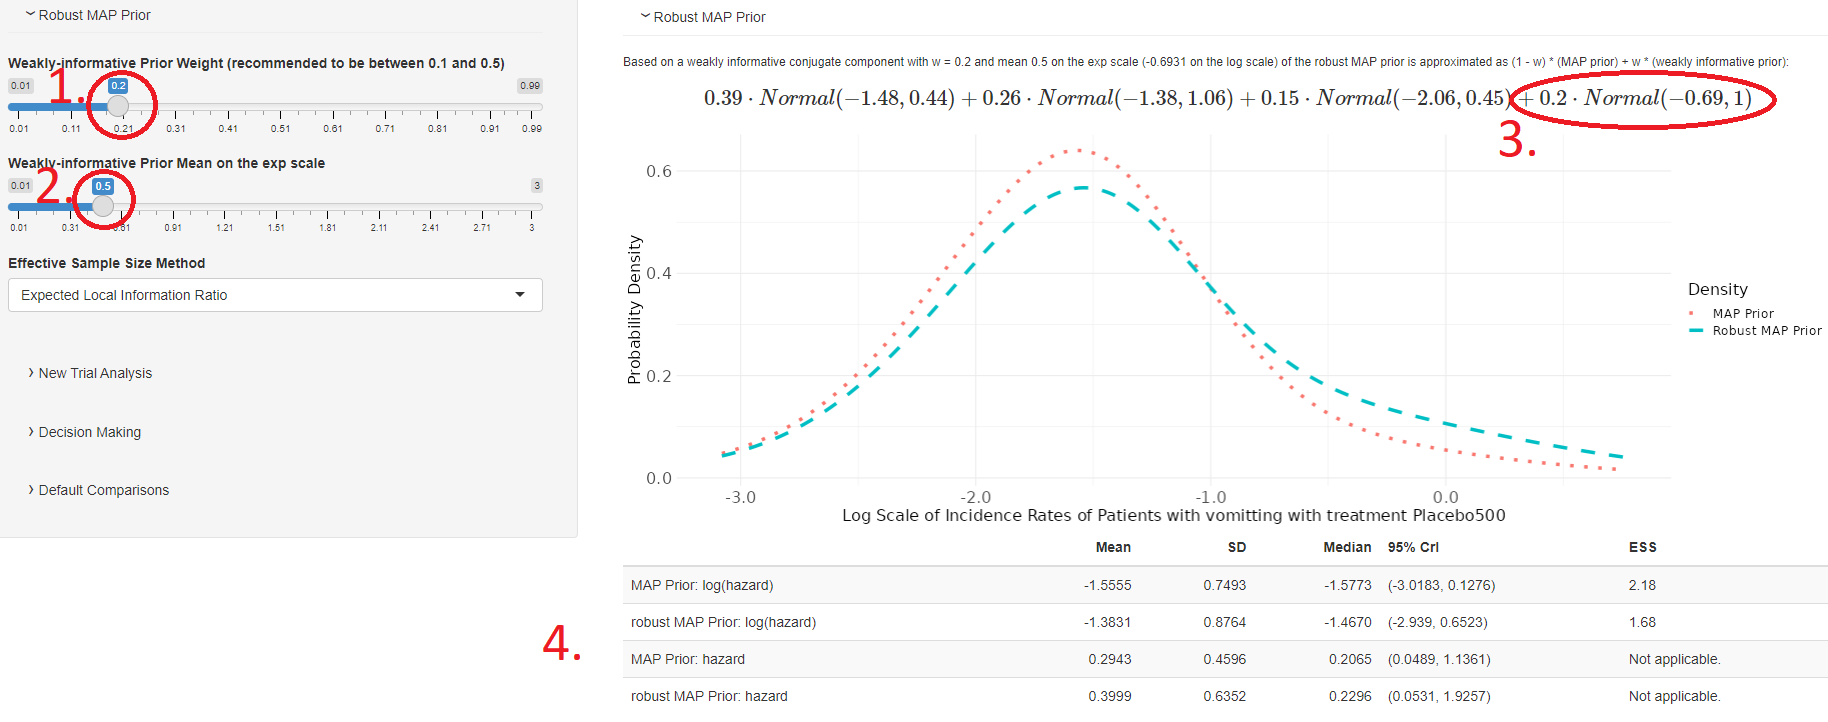 Robust MAP Prior
Weakly-informative Prior Weight (recommended to be between 0.1 and 0.5)
0.01 0.2 0.99
1.
0.01 0.11 0.21 0.31 0.41 0.51 0.61 0.71 0.81 0.91 0.99
Weakly-informative Prior Mean on the exp scale
0.01 0.5 3
2.
0.01 0.31 0.61 0.91 1.21 1.51 1.81 2.11 2.41 2.71 3
Effective Sample Size Method
Expected Local Information Ratio
New Trial Analysis
Decision Making
Default Comparisons
Robust MAP Prior
Based on a weakly informative conjugate component with w = 0.2 and mean 0.5 on the exp scale (-0.6931 on the log scale) of the robust MAP prior is approximated as (1 - w) * (MAP prior) + w * (weakly informative prior):
0.39 · Normal(−1.48, 0.44) + 0.26 · Normal(−1.38, 1.06) + 0.15 · Normal(−2.06, 0.45) + 0.2 · Normal(−0.69, 1)
3.
Probability Density
0.6
0.4
0.2
0.0
-3.0 -2.0 -1.0 0.0
Log Scale of Incidence Rates of Patients with vomitting with treatment Placebo500
Density
MAP Prior
Robust MAP Prior
4.
Mean SD Median 95% CrI ESS
MAP Prior: log(hazard) -1.5555 0.7493 -1.5773 (-3.0183, 0.1276) 2.18
robust MAP Prior: log(hazard) -1.3831 0.8764 -1.4670 (-2.939, 0.6523) 1.68
MAP Prior: hazard 0.2943 0.4596 0.2065 (0.0489, 1.1361) Not applicable.
robust MAP Prior: hazard 0.3999 0.6352 0.2296 (0.0531, 1.9257) Not applicable.